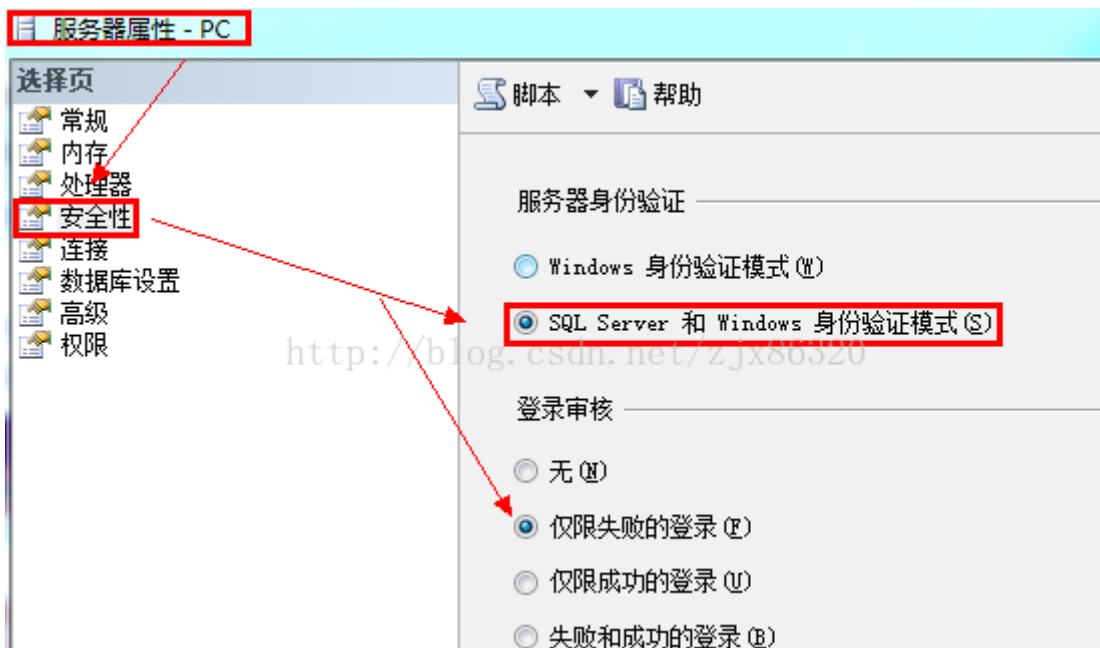 服务器属性 - PC
选择页
常规
内存
处理器
安全性
连接
数据库设置
高级
权限
脚本
帮助
服务器身份验证
Windows 身份验证模式(W)
SQL Server 和 Windows 身份验证模式(S)
http://blog.csdn.net/zjx86320
登录审核
无(N)
仅限失败的登录(F)
仅限成功的登录(U)
失败和成功的登录(B)